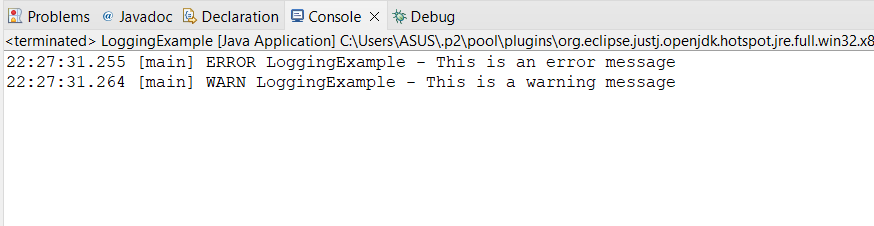 Problems @ Javadoc Declaration Console Debug
<terminated> LoggingExample [Java Application] C:\Users\ASUS\.p2\pool\plugins\org.eclipse.justj.openjdk.hotspot.jre.full.win32.x8
22:27:31.255 [main] ERROR LoggingExample - This is an error message
22:27:31.264 [main] WARN LoggingExample - This is a warning message